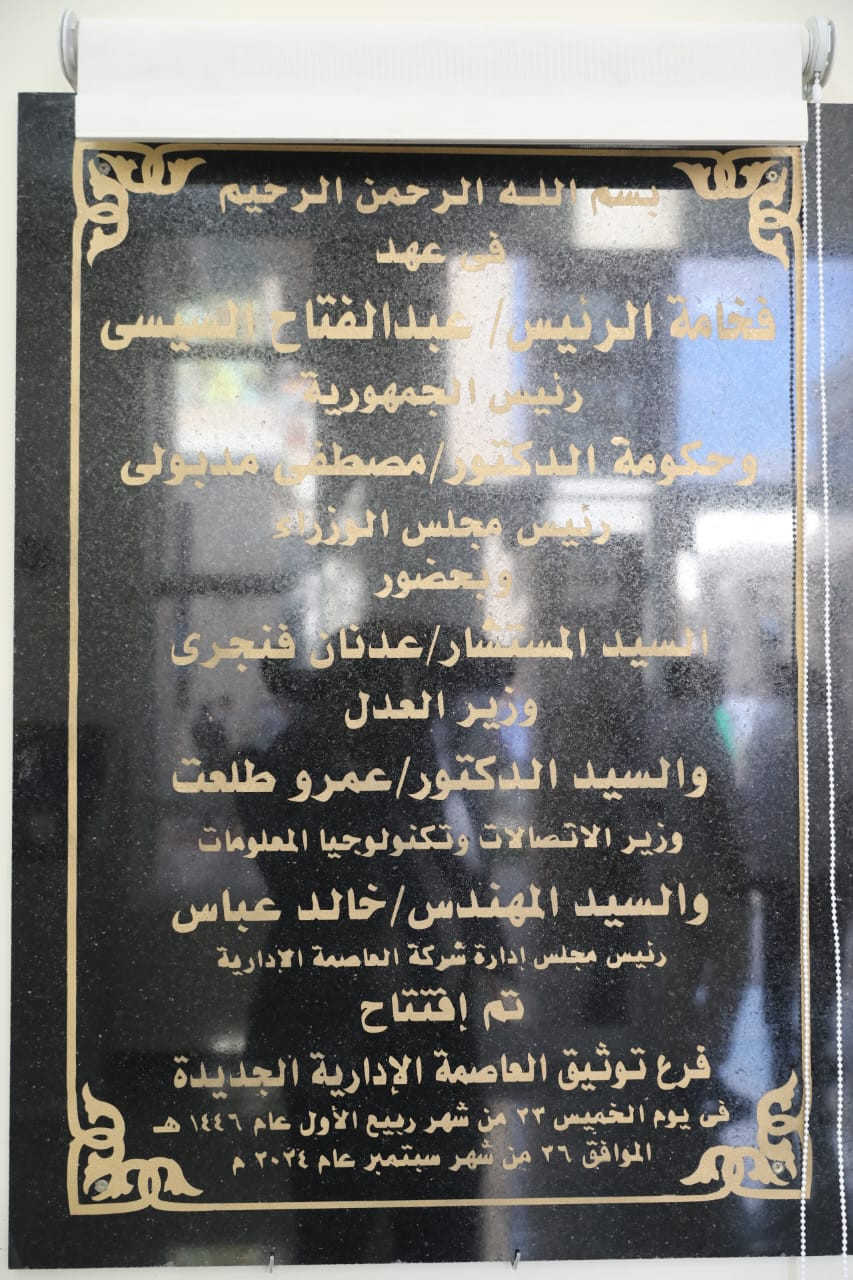 بسم الله الرحمن الرحيم
فى عهد
فخامة الرئيس/ عبدالفتاح السيسى
رئيس الجمهورية
وحكومة الدكتور/مصطفى مدبولى
رئيس مجلس الوزراء
وبحضور
السيد المستشار/عدنان فنجرى
وزير العدل
والسيد الدكتور/عمرو طلعت
وزير الاتصالات وتكنولوجيا المعلومات
والسيد المهندس/خالد عباس
رئيس مجلس إدارة شركة العاصمة الإدارية
تم إفتتاح
فرع توثيق العاصمة الإدارية الجديدة
فى يوم الخميس ٢٣ من شهر ربيع الأول عام ١٤٤٦ هـ
الموافق ٢٦ من شهر سبتمبر عام ٢٠٢٤ م